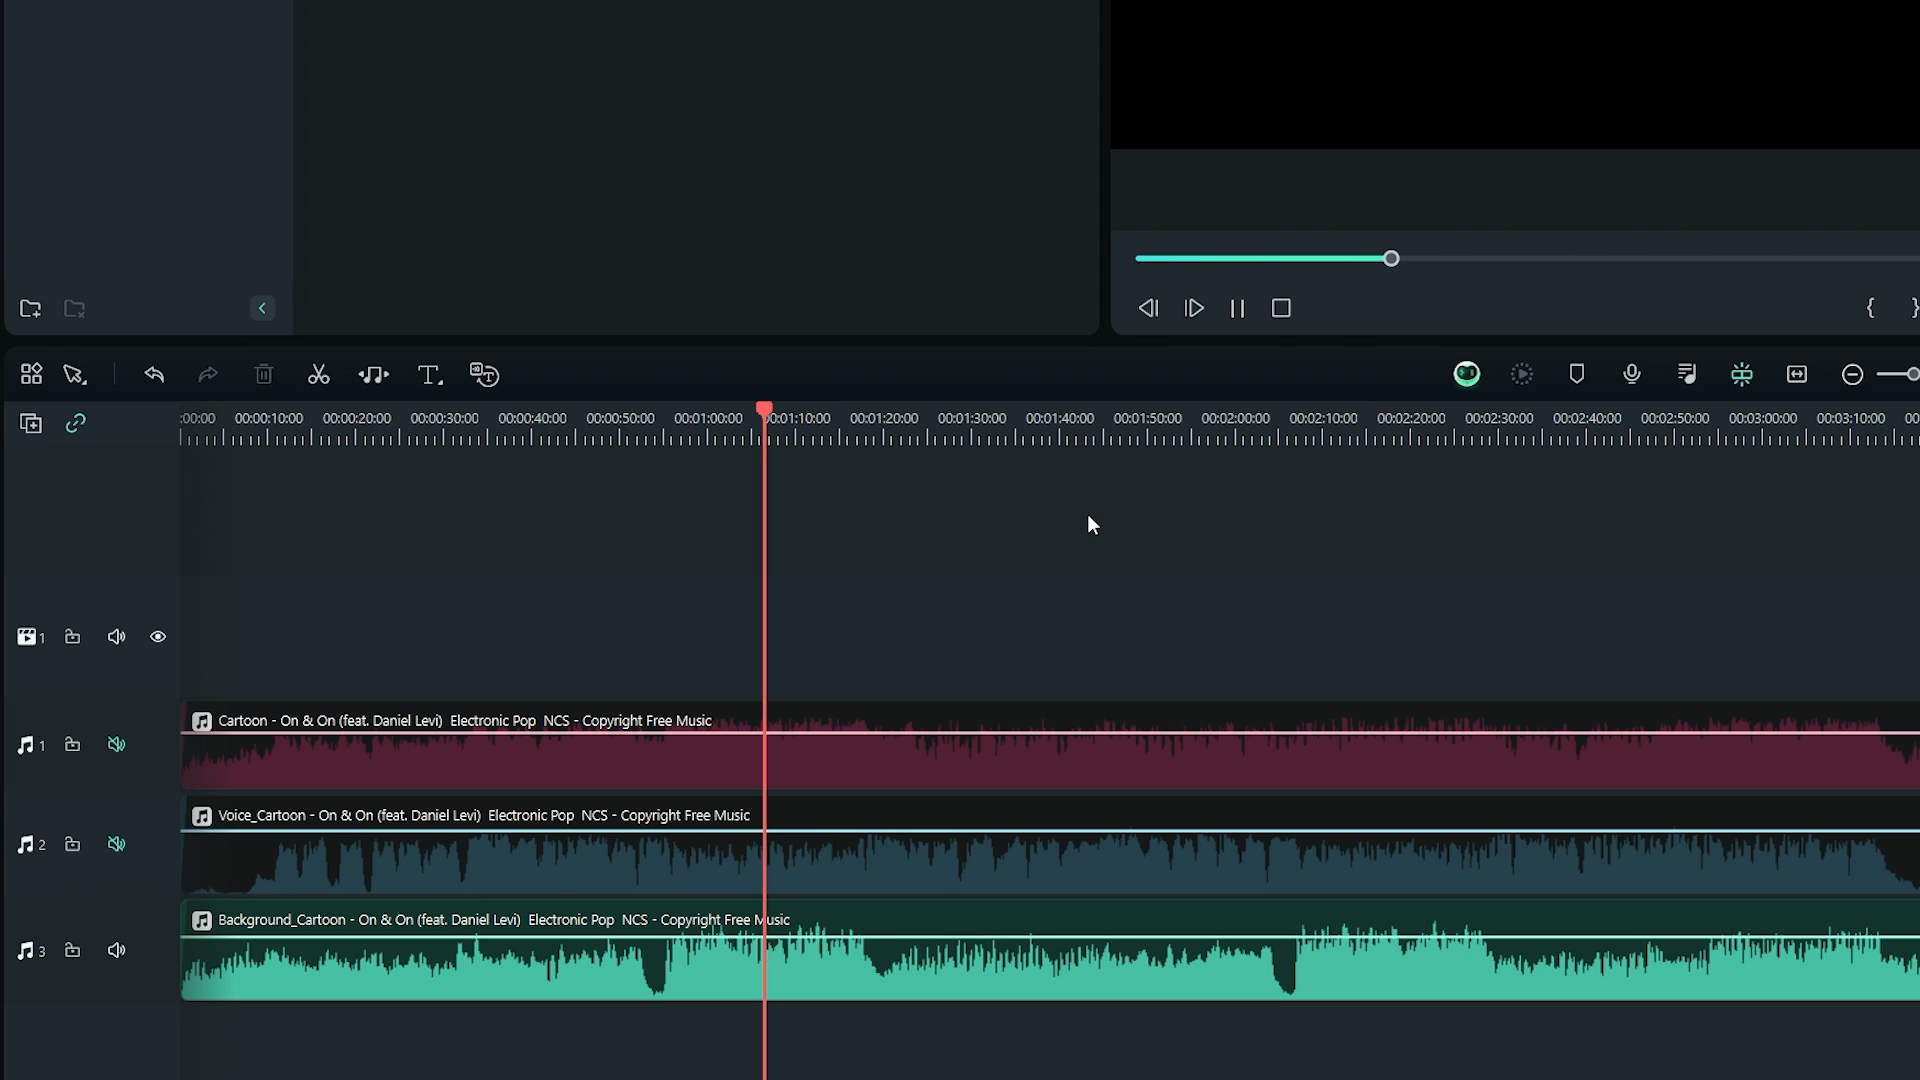 :00:00 00:00:10:00 00:00:20:00 00:00:30:00 00:00:40:00 00:00:50:00 00:01:00:00 00:01:10:00 00:01:20:00 00:01:30:00 00:01:40:00 00:01:50:00 00:02:00:00 00:02:10:00 00:02:20:00 00:02:30:00 00:02:40:00 00:02:50:00 00:03:00:00 00:03:10:00 00
1
Cartoon - On & On (feat. Daniel Levi) Electronic Pop NCS - Copyright Free Music
1
Voice_Cartoon - On & On (feat. Daniel Levi) Electronic Pop NCS - Copyright Free Music
2
Background_Cartoon - On & On (feat. Daniel Levi) Electronic Pop NCS - Copyright Free Music
3